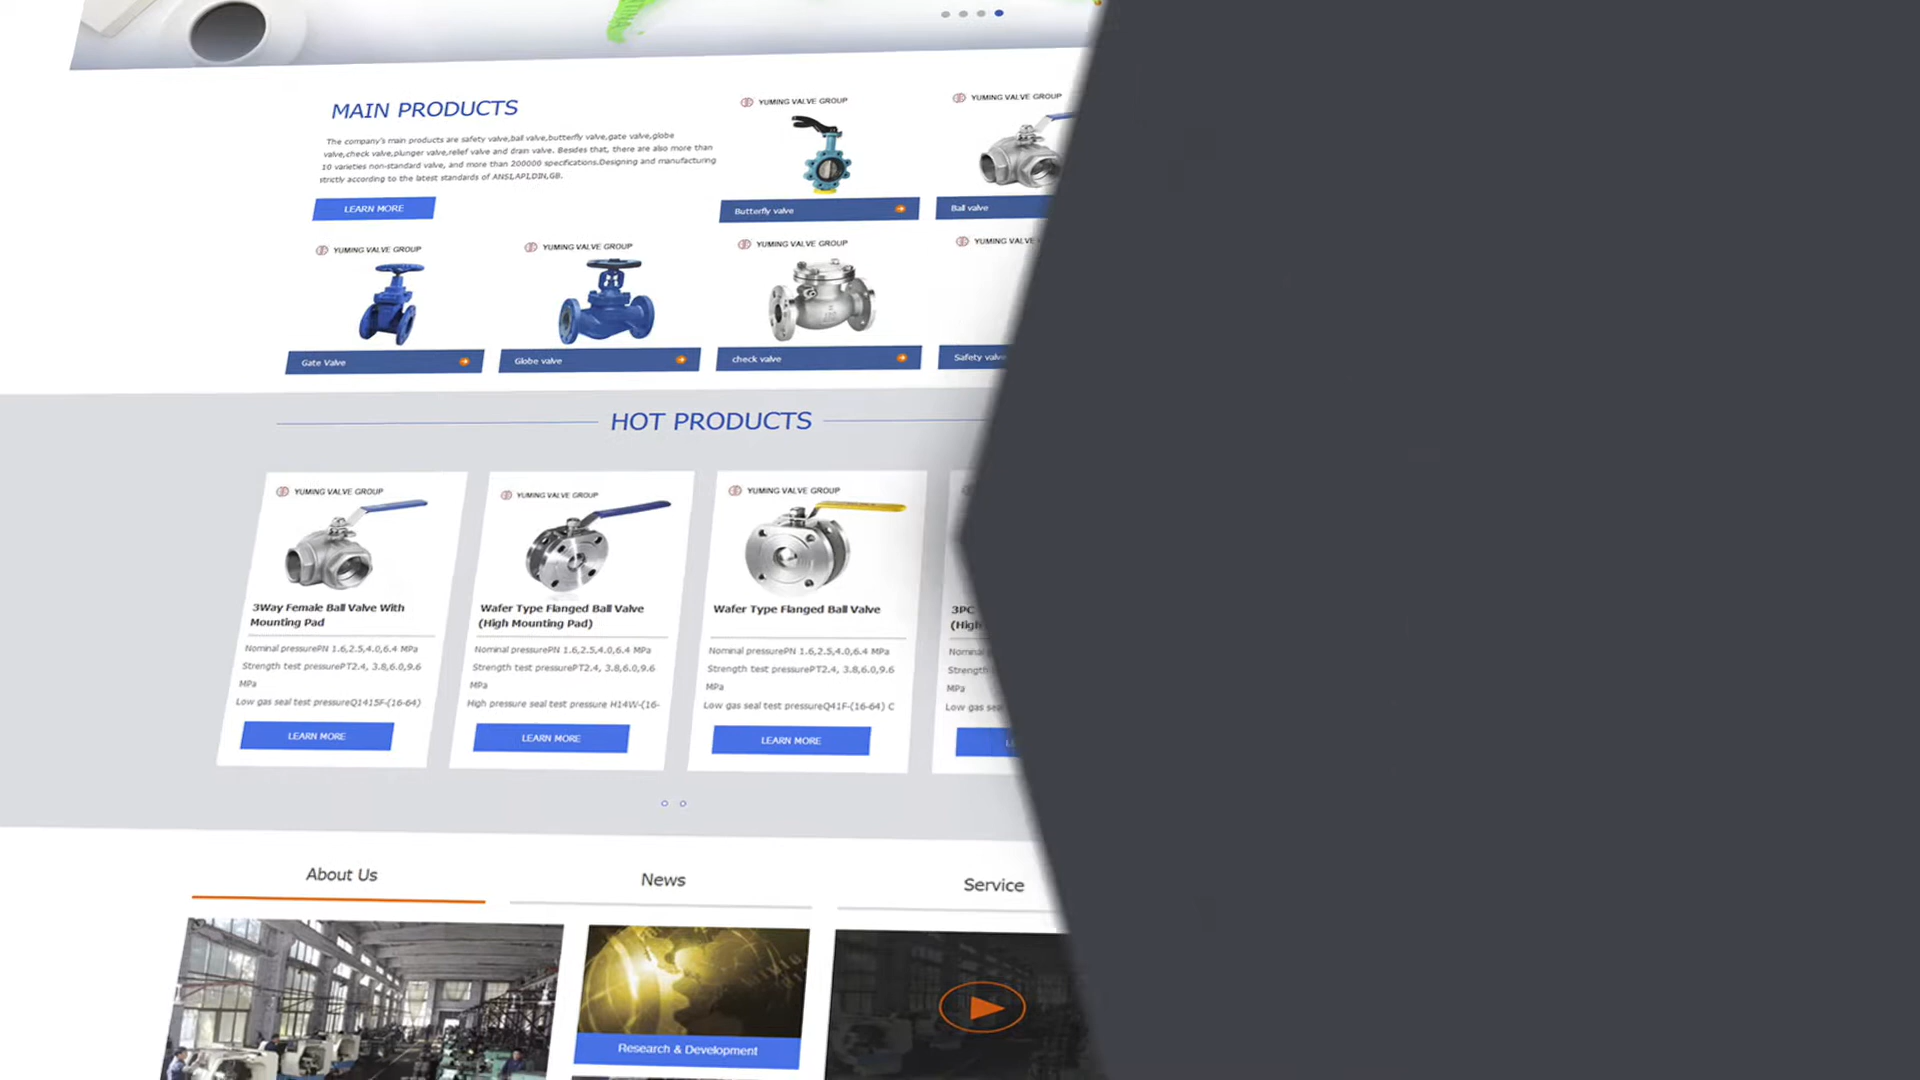 MAIN PRODUCTS
The company's main products are safety valve,ball valve,butterfly valve,gate valve,globe
valve,check valve,plunger valve,relief valve and drain valve. Besides that, there are also more than
10 varieties non-standard valve, and more than 200000 specifications.Designing and manufacturing
strictly according to the latest standards of ANSI,API,DIN,GB.
LEARN MORE
YUMING VALVE GROUP
Butterfly valve
YUMING VALVE GROUP
Ball valve
YUMING VALVE GROUP
Gate Valve
YUMING VALVE GROUP
Globe valve
YUMING VALVE GROUP
check valve
YUMING VALVE
Safety valve
HOT PRODUCTS
YUMING VALVE GROUP
3Way Female Ball Valve With
Mounting Pad
Nominal pressurePN 1.6,2.5,4.0,6.4 MPa
Strength test pressurePT2.4, 3.8,6.0,9.6
MPa
Low gas seal test pressureQ1415F-(16-64)
LEARN MORE
YUMING VALVE GROUP
Wafer Type Flanged Ball Valve
(High Mounting Pad)
Nominal pressurePN 1.6,2.5,4.0,6.4 MPa
Strength test pressurePT2.4, 3.8,6.0,9.6
MPa
High pressure seal test pressure H14W-(16-
LEARN MORE
YUMING VALVE GROUP
Wafer Type Flanged Ball Valve
Nominal pressurePN 1.6,2.5,4.0,6.4 MPa
Strength test pressurePT2.4, 3.8,6.0,9.6
MPa
Low gas seal test pressureQ41F-(16-64) C
LEARN MORE
3PC
(High
Nominal
Strength
MPa
Low gas seal
About Us
News
Service
Research & Development